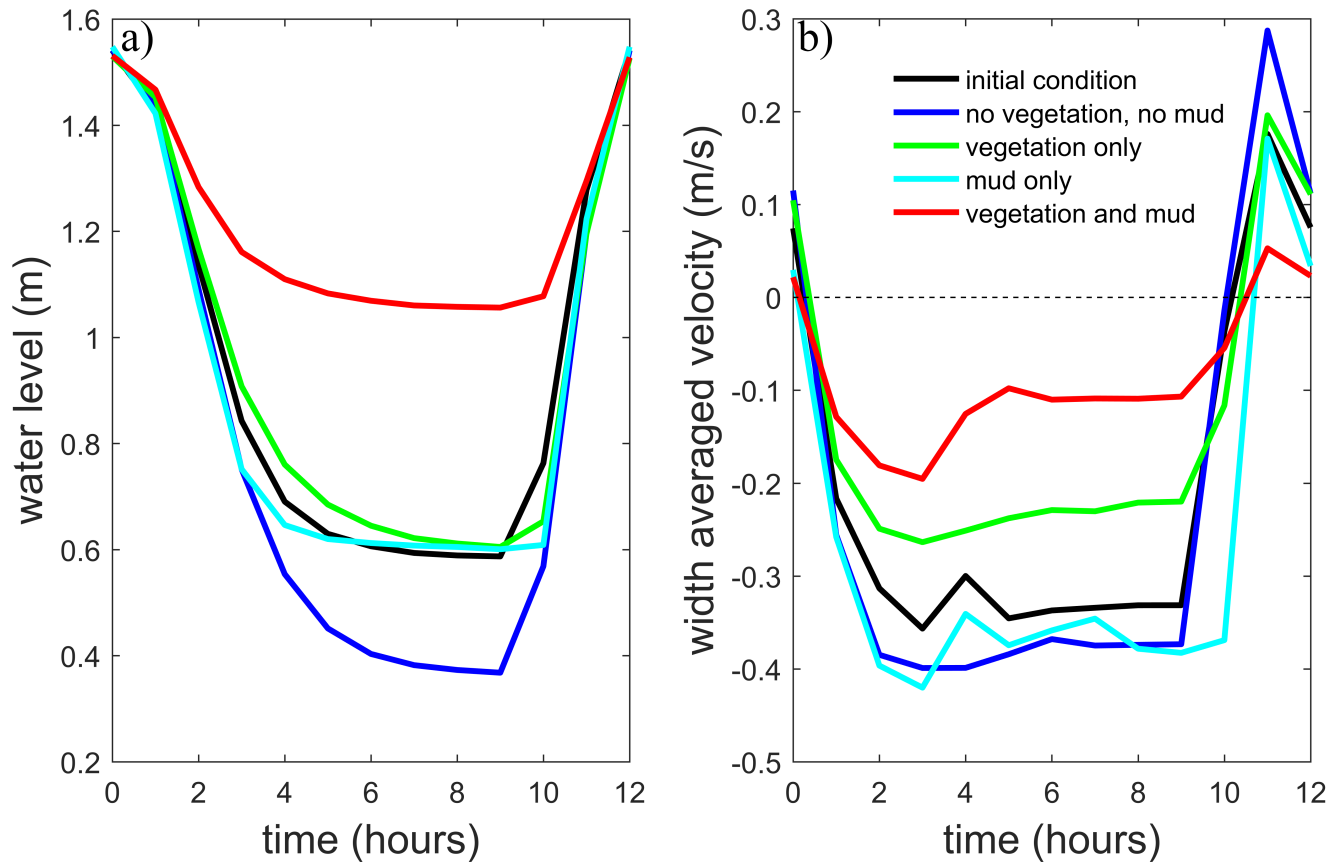 a)
1.6
1.4
1.2
1
0.8
0.6
0.4
0.2
water level (m)
0 2 4 6 8 10 12
time (hours)
b)
0.3
0.2
0.1
0
-0.1
-0.2
-0.3
-0.4
-0.5
width averaged velocity (m/s)
initial condition
no vegetation, no mud
vegetation only
mud only
vegetation and mud
0 2 4 6 8 10 12
time (hours)